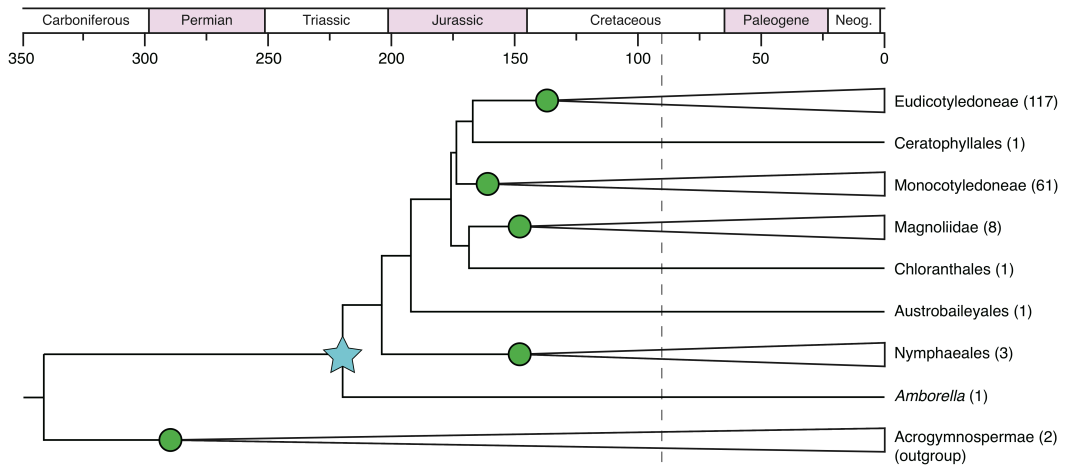 Carboniferous Permian Triassic Jurassic Cretaceous Paleogene Neog.
350 300 250 200 150 100 50 0
Eudicotyledoneae (117)
Ceratophyllales (1)
Monocotyledoneae (61)
Magnoliidae (8)
Chloranthales (1)
Austrobaileyales (1)
Nymphaeales (3)
Amborella (1)
Acrogymnospermae (2)
(outgroup)